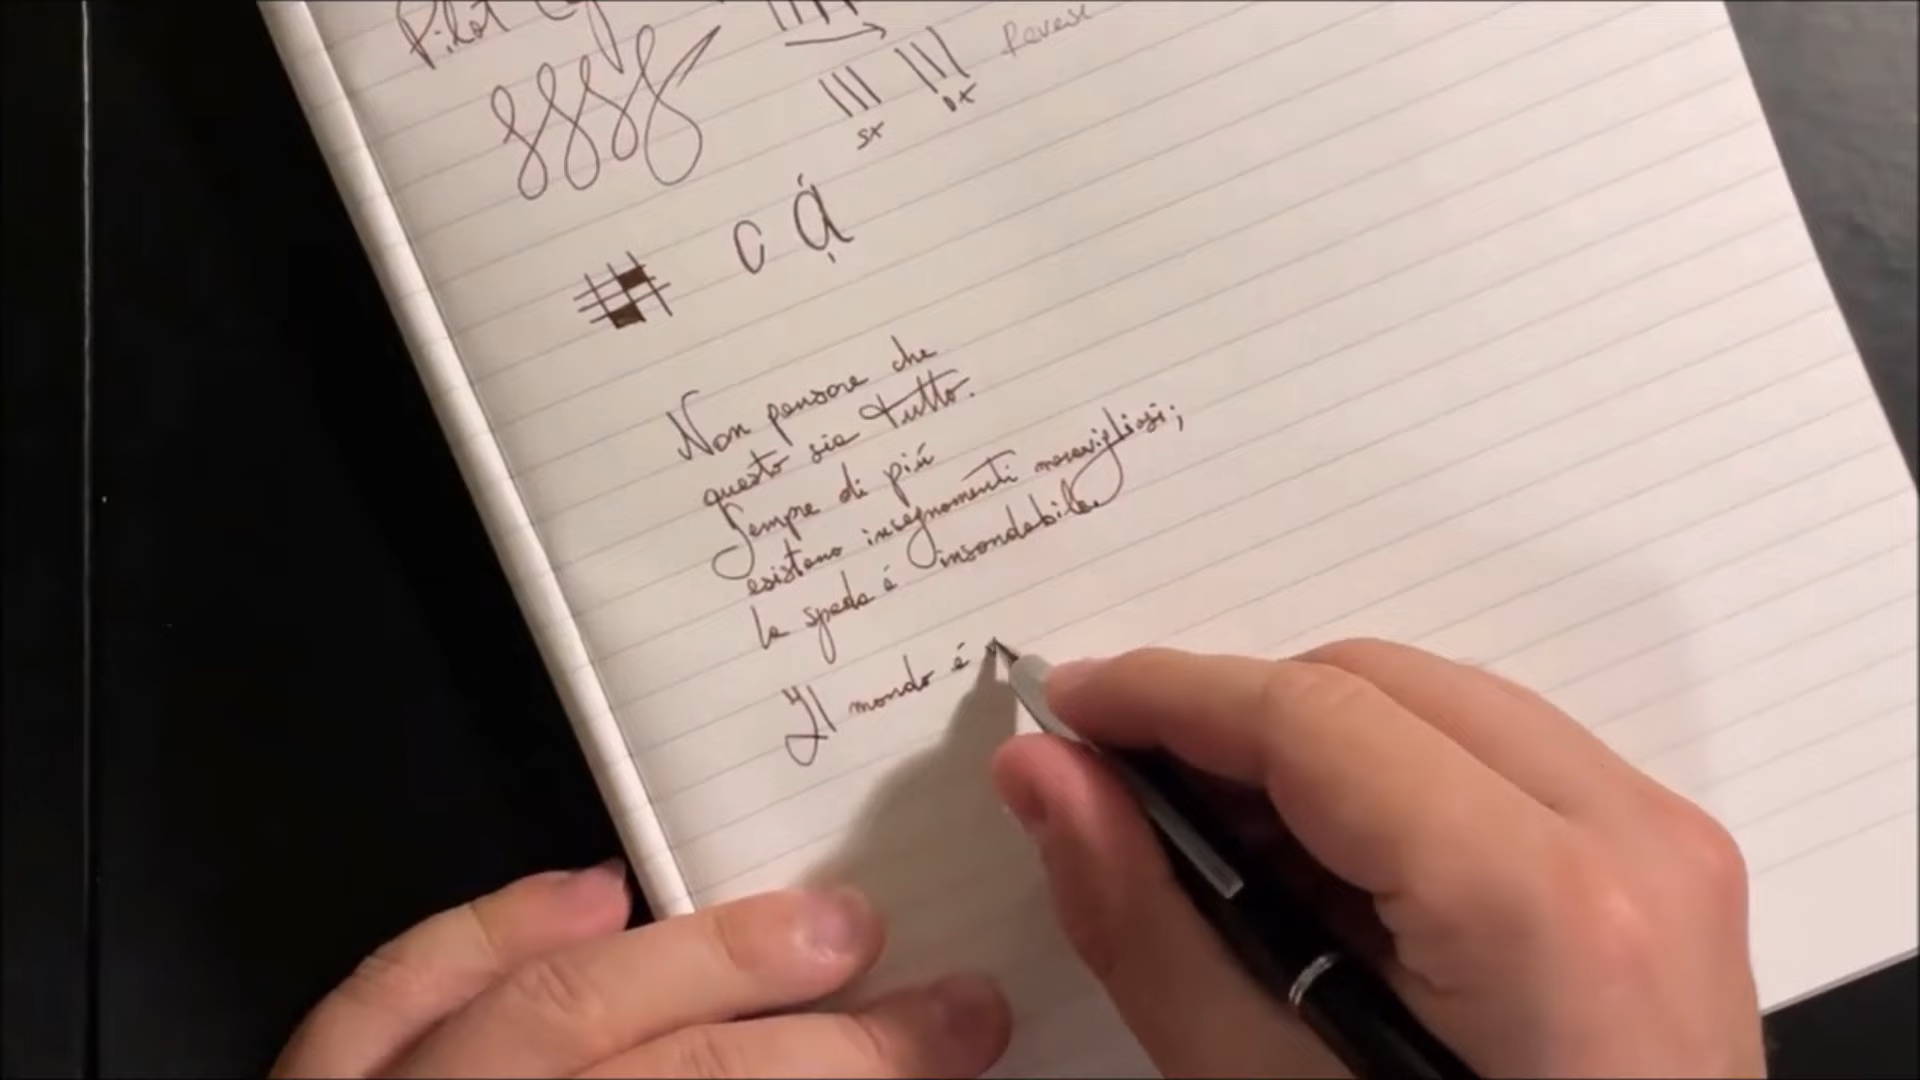 Pilot
Reverse
sx
dx
c á
Non pensare che
questo sia tutto.
Sempre di piú
esistono insegnamenti meravigliosi;
la spada é insondabile.
Il mondo é